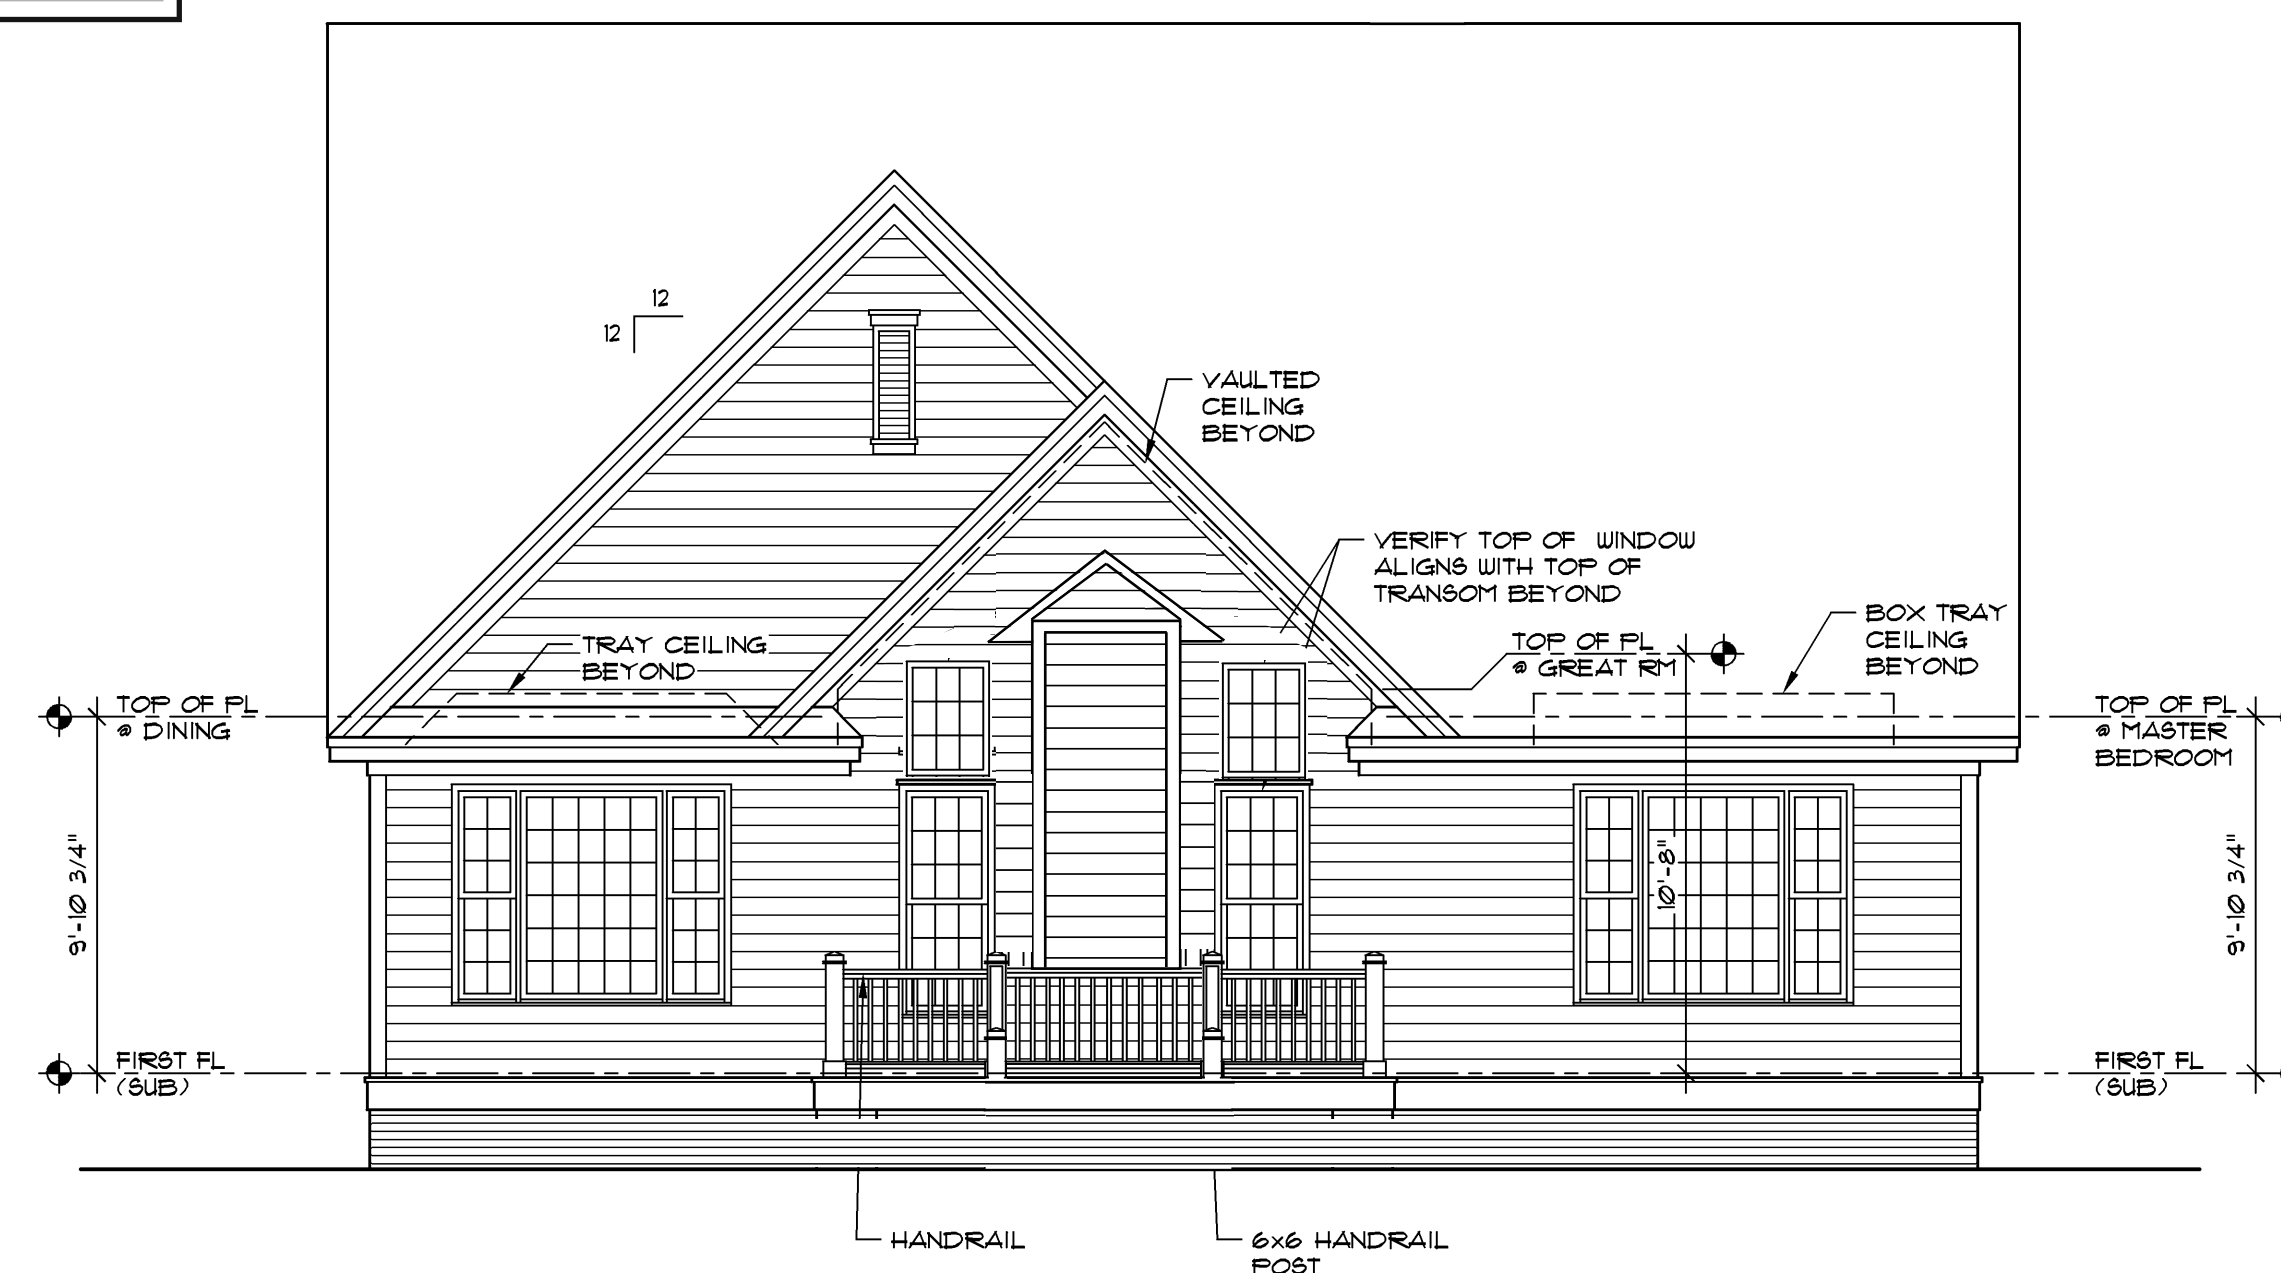 12
12
VAULTED
CEILING
BEYOND
VERIFY TOP OF WINDOW
ALIGNS WITH TOP OF
TRANSOM BEYOND
BOX TRAY
CEILING
BEYOND
TOP OF PL
@ GREAT RM
TRAY CEILING
BEYOND
TOP OF PL
@ DINING
TOP OF PL
@ MASTER
BEDROOM
9'-10 3/4"
10'-8"
9'-10 3/4"
FIRST FL
(SUB)
FIRST FL
(SUB)
HANDRAIL
6x6 HANDRAIL
POST